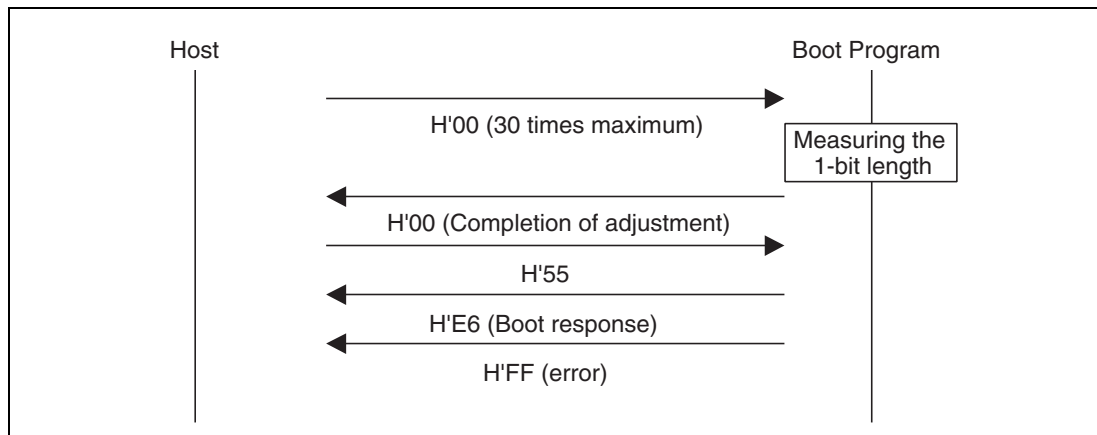 Host
Boot Program
H'00 (30 times maximum)
Measuring the
1-bit length
H'00 (Completion of adjustment)
H'55
H'E6 (Boot response)
H'FF (error)